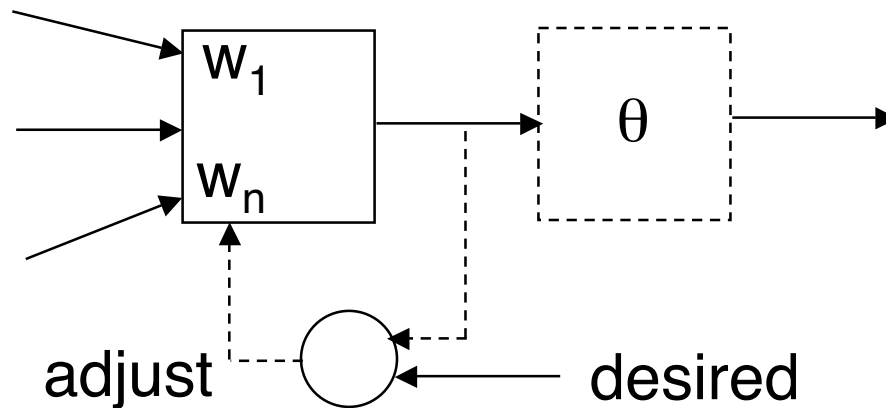 w₁
θ
wₙ
adjust
desired